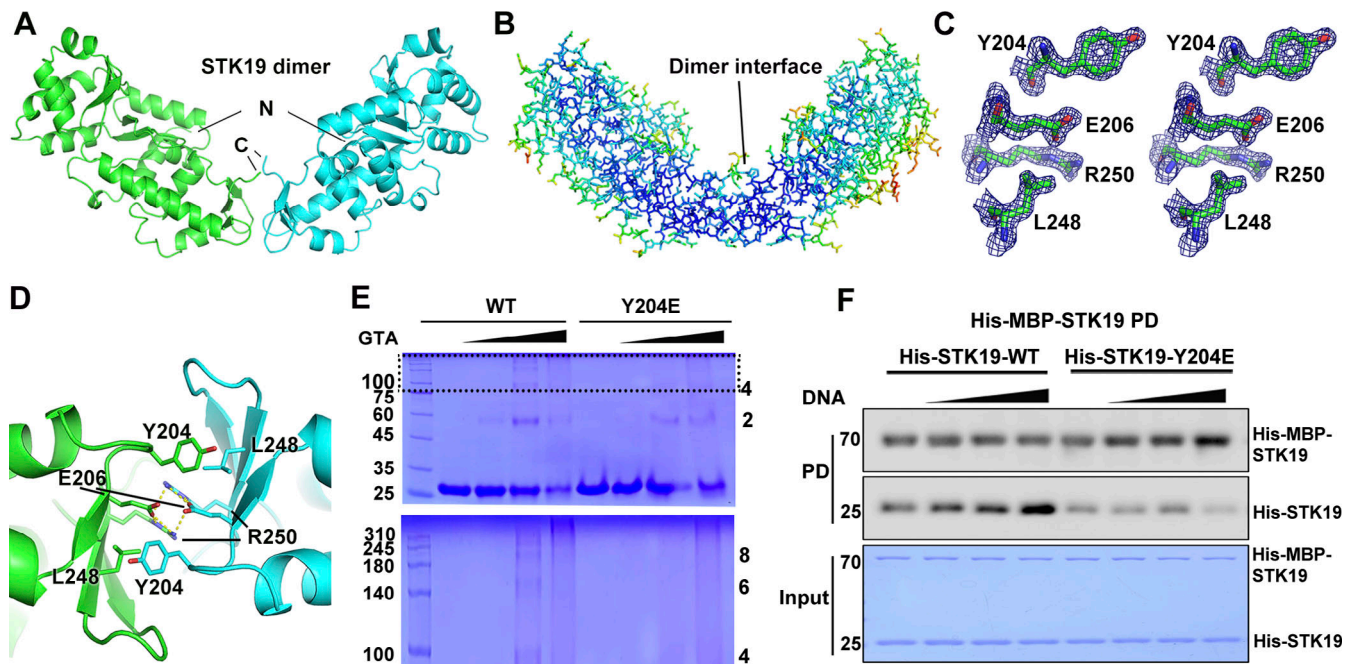 A
STK19 dimer
N
C
B
Dimer interface
C
Y204
E206
R250
L248
Y204
E206
R250
L248
D
Y204
L248
E206
R250
L248
Y204
E
WT
Y204E
GTA
100
75
60
45
35
25
4
2
310
245
180
140
100
8
6
4
F
His-MBP-STK19 PD
His-STK19-WT
His-STK19-Y204E
DNA
PD
70
His-MBP-
STK19
25
His-STK19
Input
70
His-MBP-
STK19
25
His-STK19